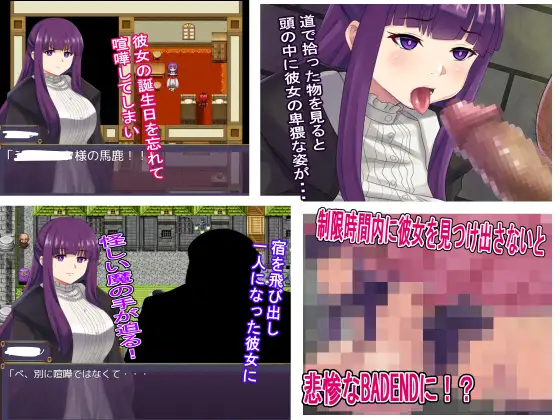 彼女の誕生日を忘れて
喧嘩してしまい
様の馬鹿！！
道で拾った物を見ると
頭の中に彼女の卑猥な姿が・・・
宿を飛び出し
一人になった彼女に
怪しい魔の手が迫る！
「べ、別に喧嘩ではなくて・・・
制限時間内に彼女を見つけ出さないと
悲惨なBADENDに！？